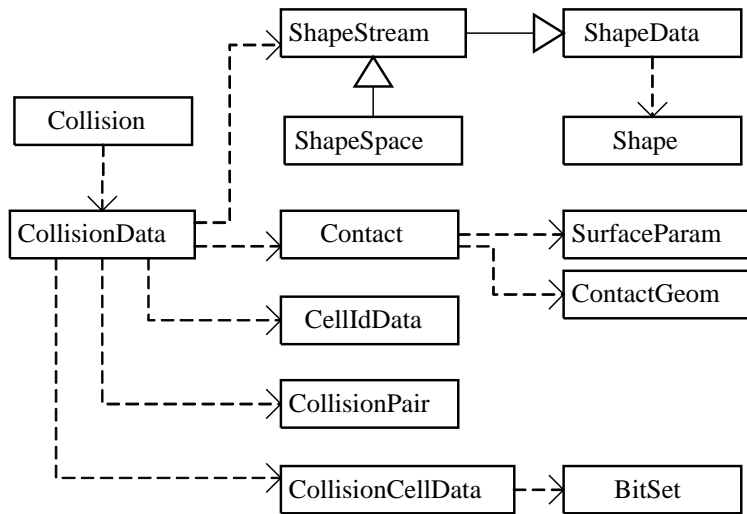 ShapeStream
ShapeData
Collision
ShapeSpace
Shape
CollisionData
Contact
SurfaceParam
ContactGeom
CellIdData
CollisionPair
CollisionCellData
BitSet